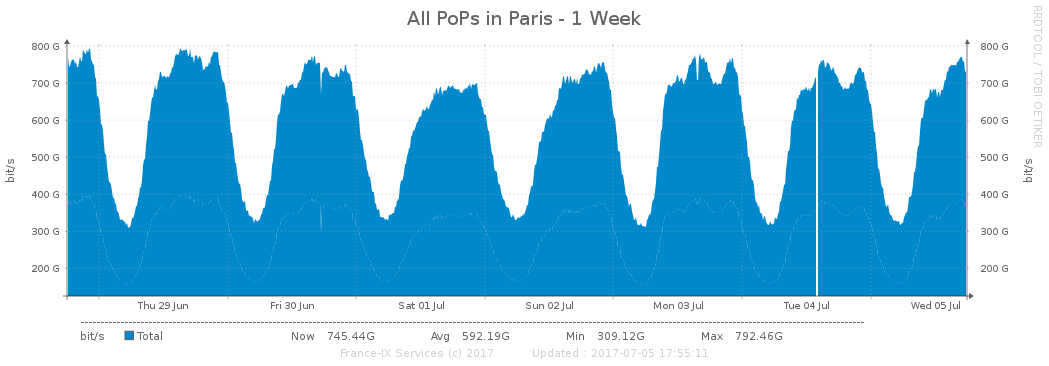 All PoPs in Paris - 1 Week
RRDTOOL / TOBI OETIKER
bit/s
bit/s
800 G 800 G
700 G 700 G
600 G 600 G
500 G 500 G
400 G 400 G
300 G 300 G
200 G 200 G
Thu 29 Jun Fri 30 Jun Sat 01 Jul Sun 02 Jul Mon 03 Jul Tue 04 Jul Wed 05 Jul
bit/s Total Now 745.44G Avg 592.19G Min 309.12G Max 792.46G
France-IX Services (c) 2017 Updated : 2017-07-05 17:55:11